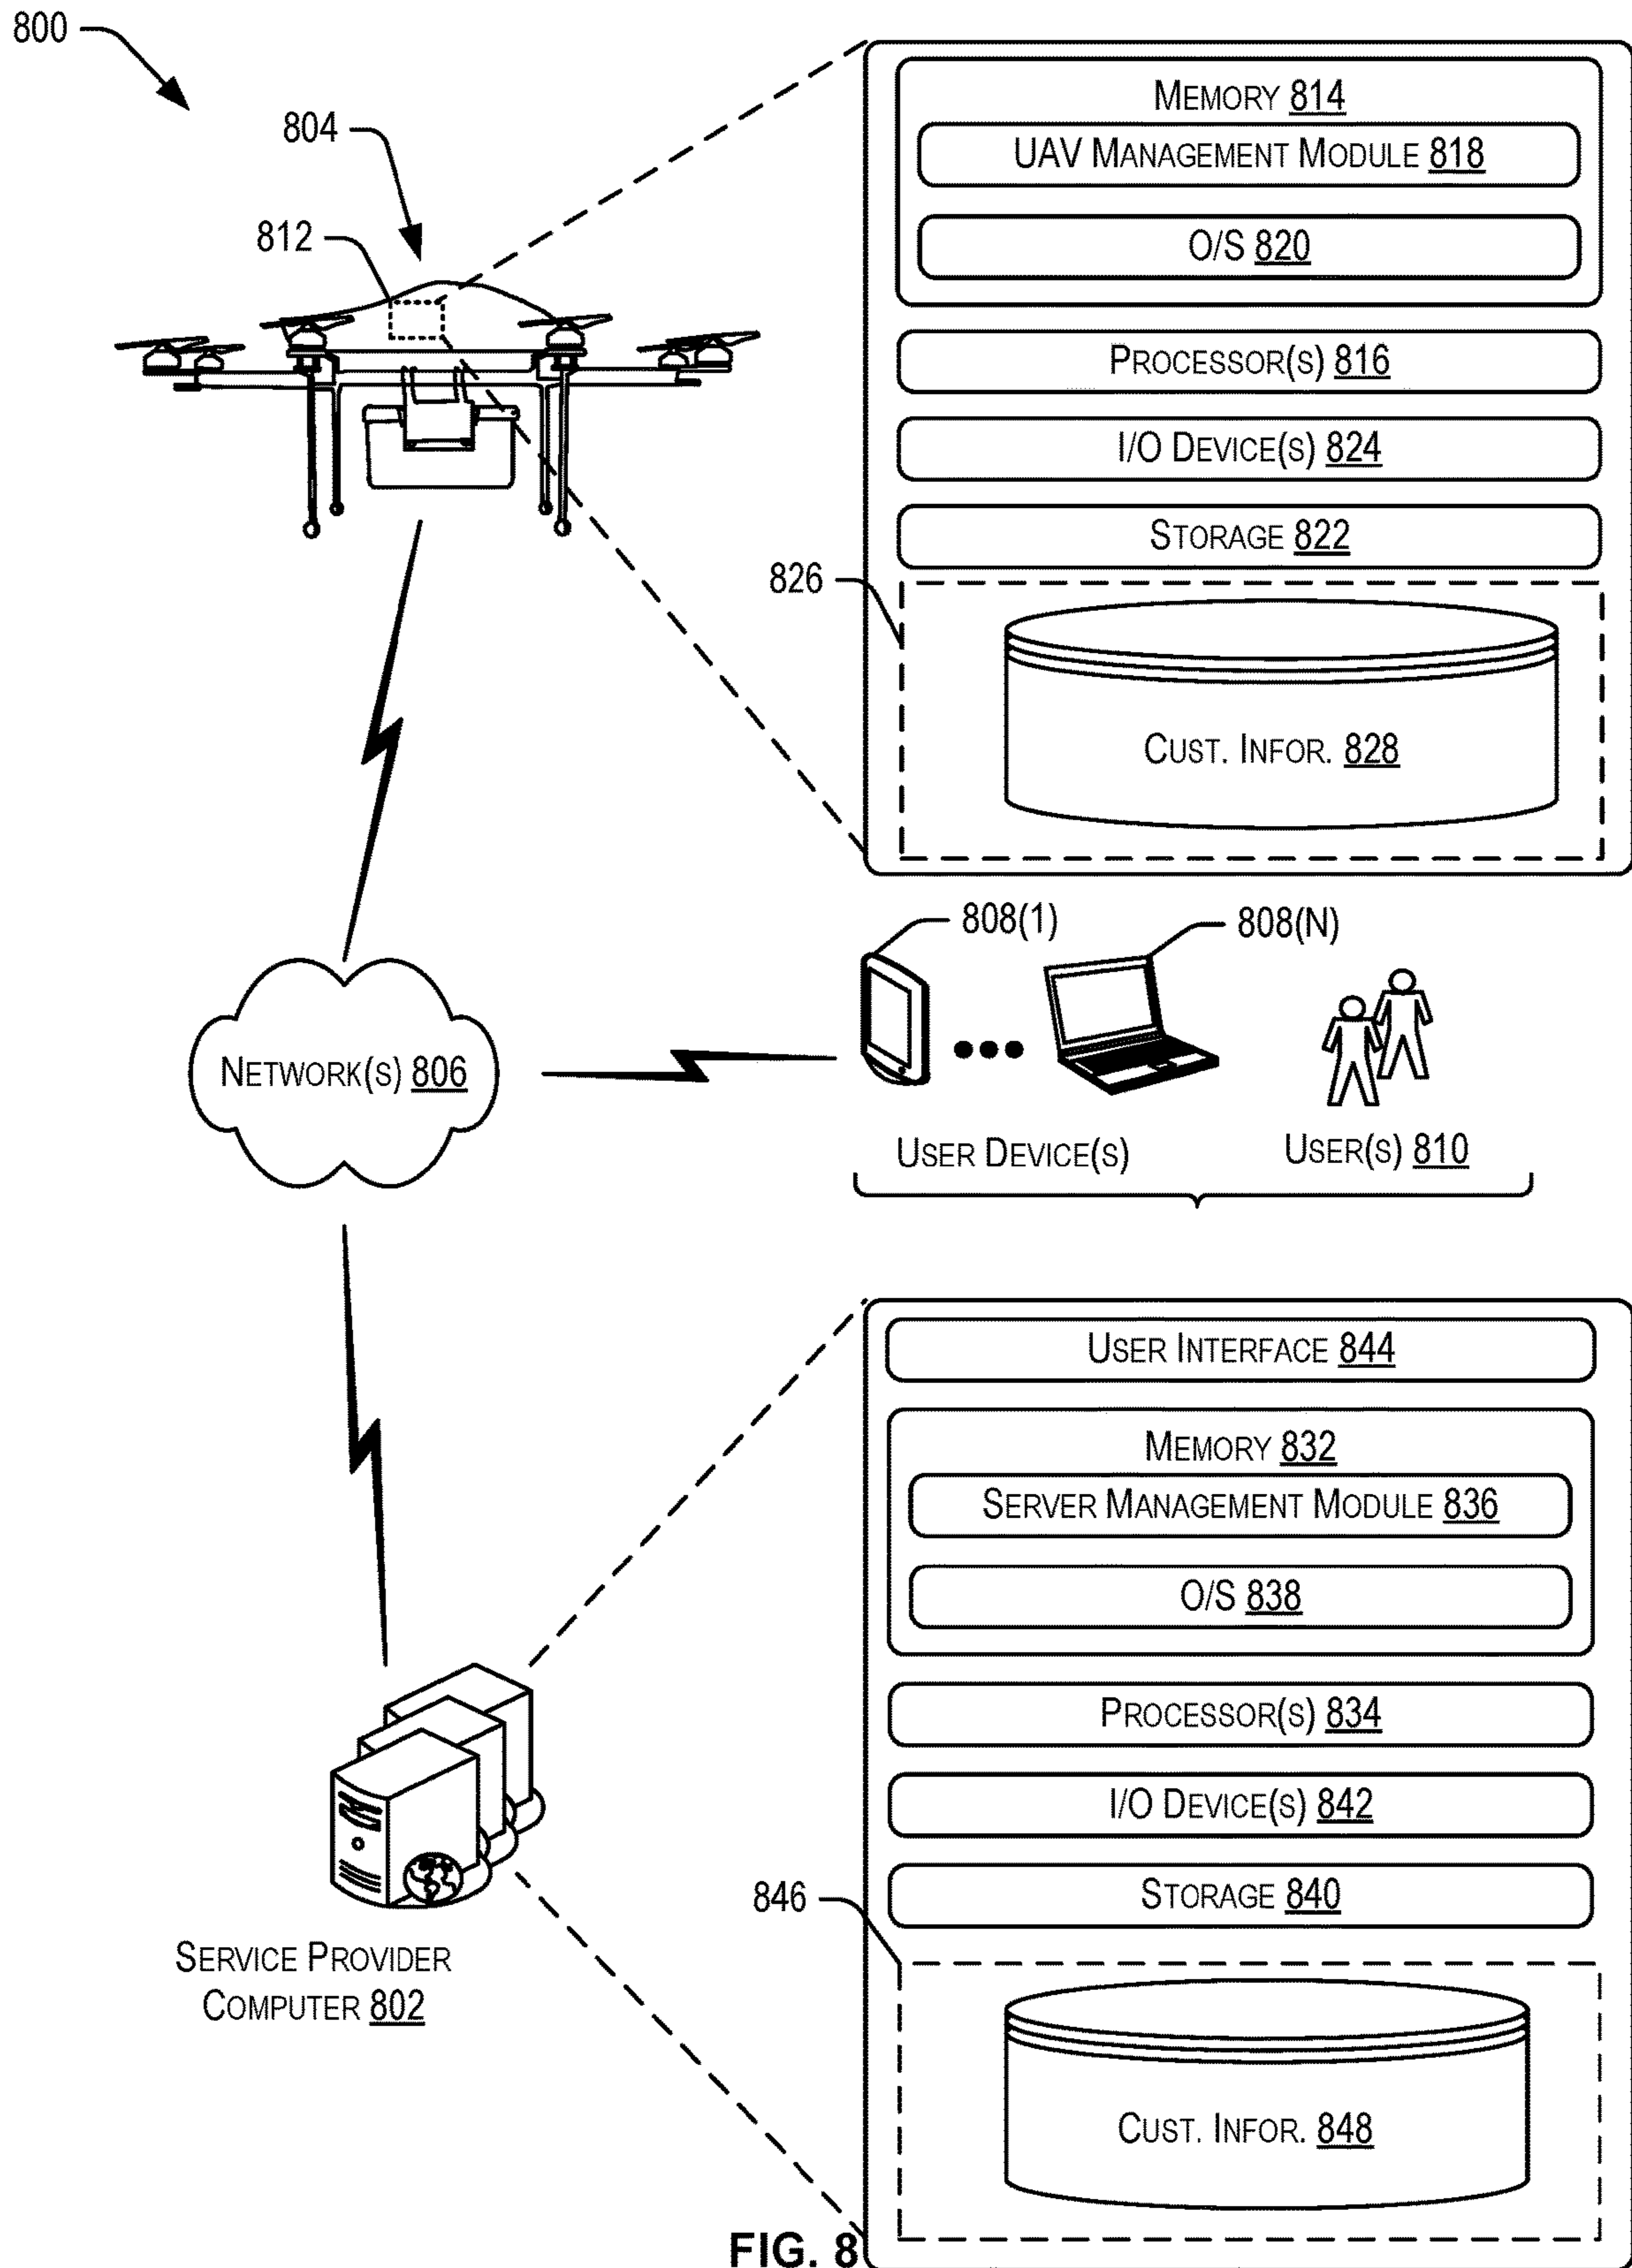 800
804
812
MEMORY 814
UAV MANAGEMENT MODULE 818
O/S 820
PROCESSOR(S) 816
I/O DEVICE(S) 824
STORAGE 822
826
CUST. INFOR. 828
808(1)
808(N)
NETWORK(S) 806
USER DEVICE(S)
USER(S) 810
USER INTERFACE 844
MEMORY 832
SERVER MANAGEMENT MODULE 836
O/S 838
PROCESSOR(S) 834
I/O DEVICE(S) 842
STORAGE 840
846
SERVICE PROVIDER
COMPUTER 802
CUST. INFOR. 848
FIG. 8